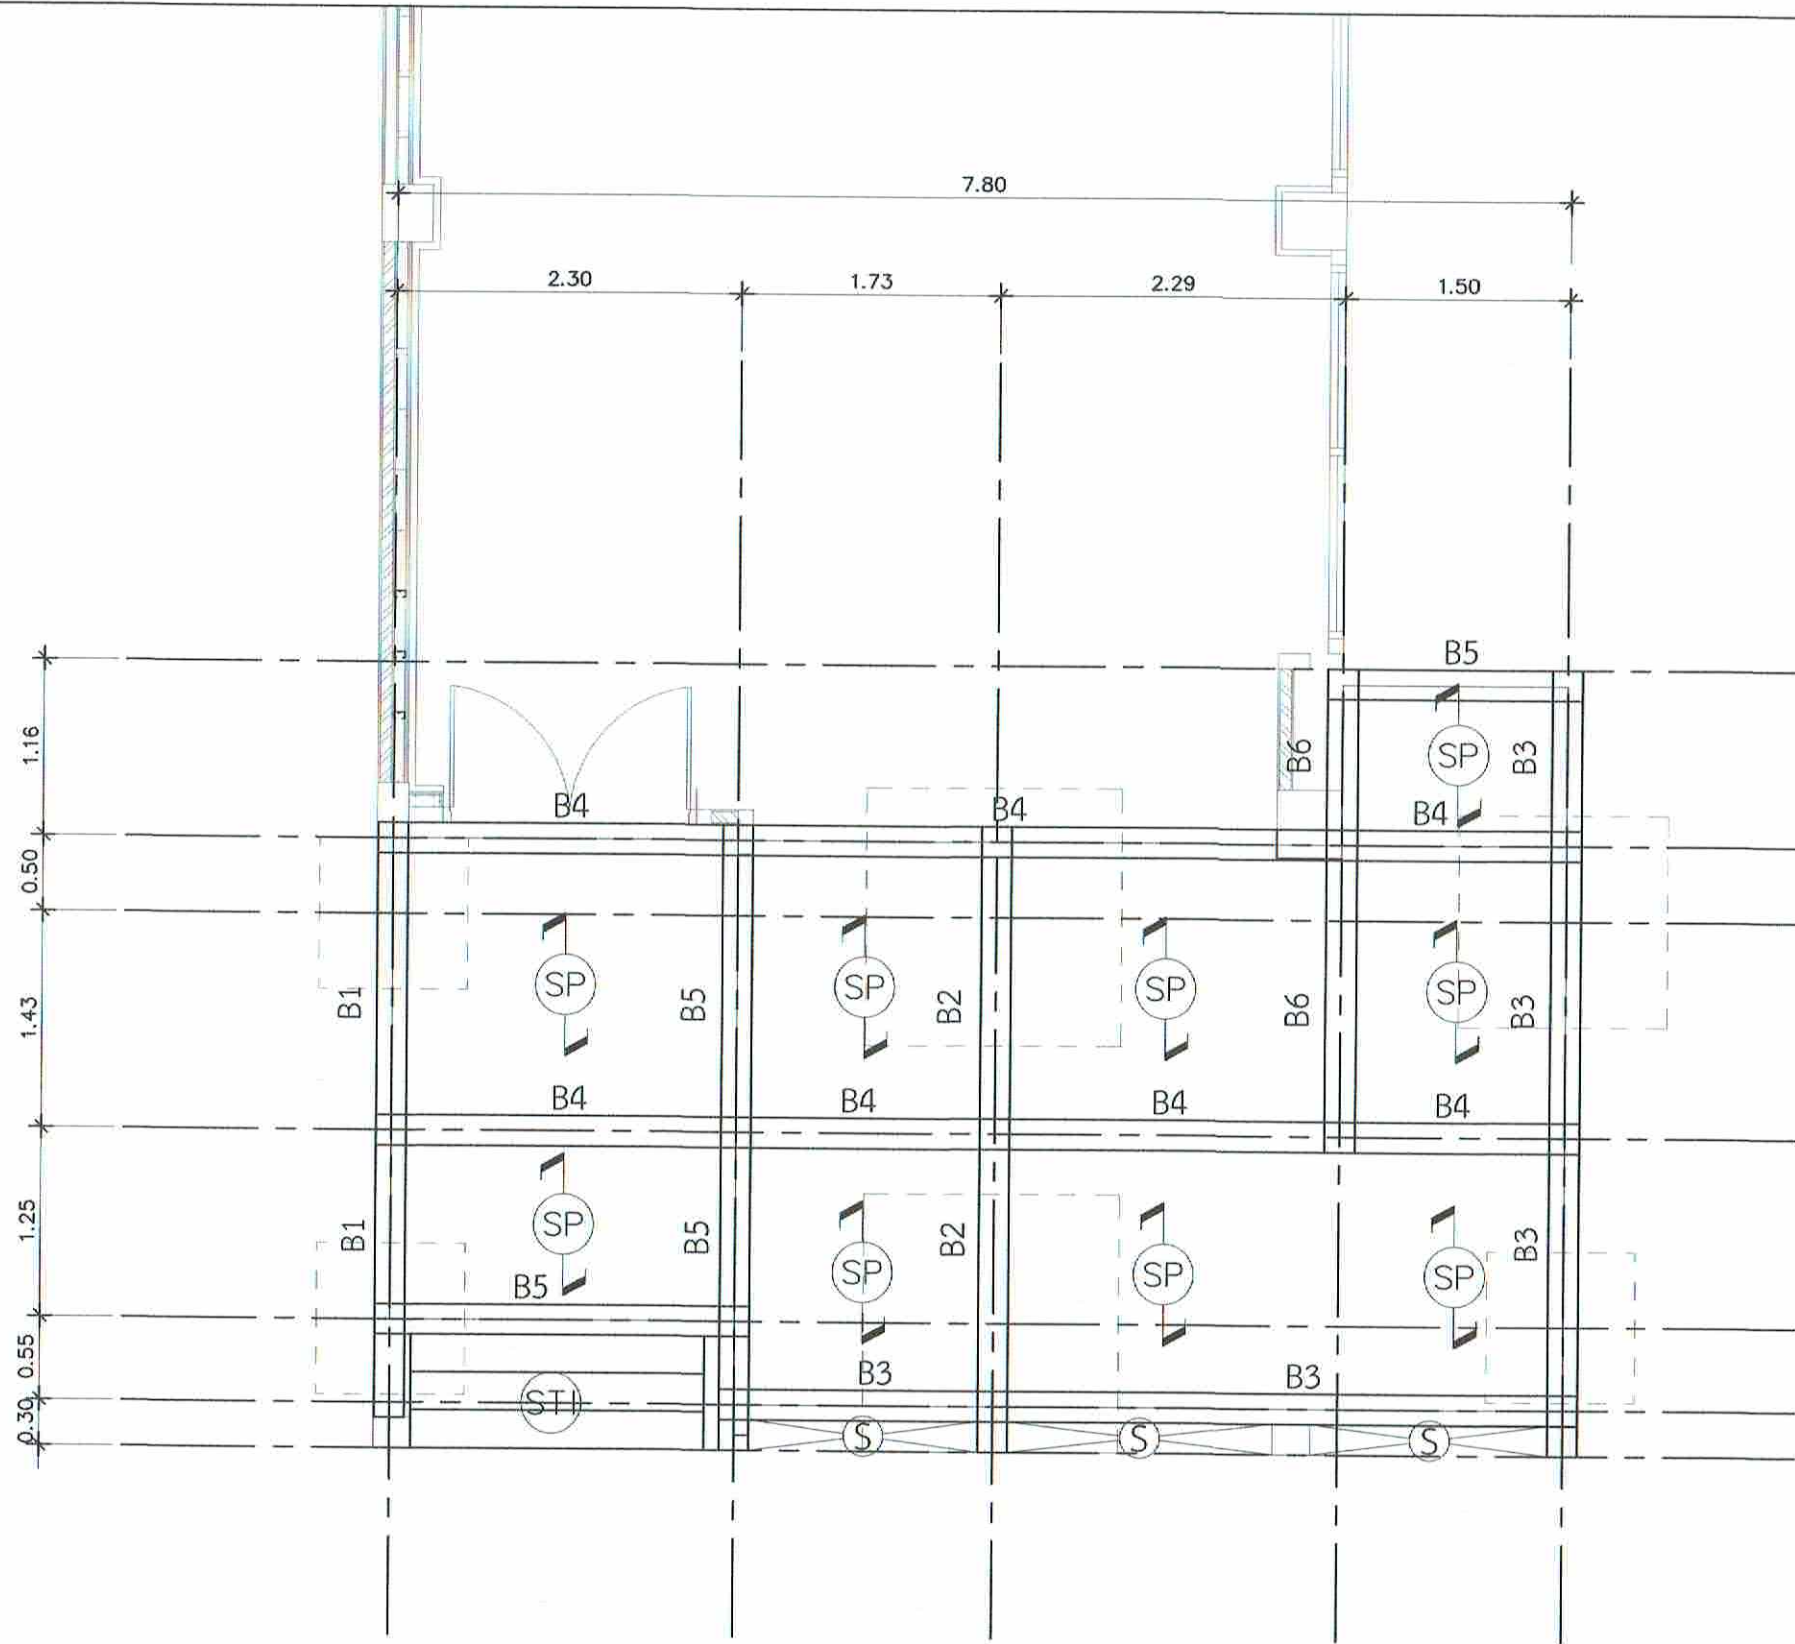 7.80
2.30 1.73 2.29 1.50
B5
1.16 B6 SP B3
B4 B4 B4
0.50
SP SP SP SP
1.43 B1 B5 B2 B6 B3
B4 B4 B4 B4
1.25 B1 SP B5 B2 B3
SP SP SP
B5
0.55 B3 B3
0.30 ST1 S S S